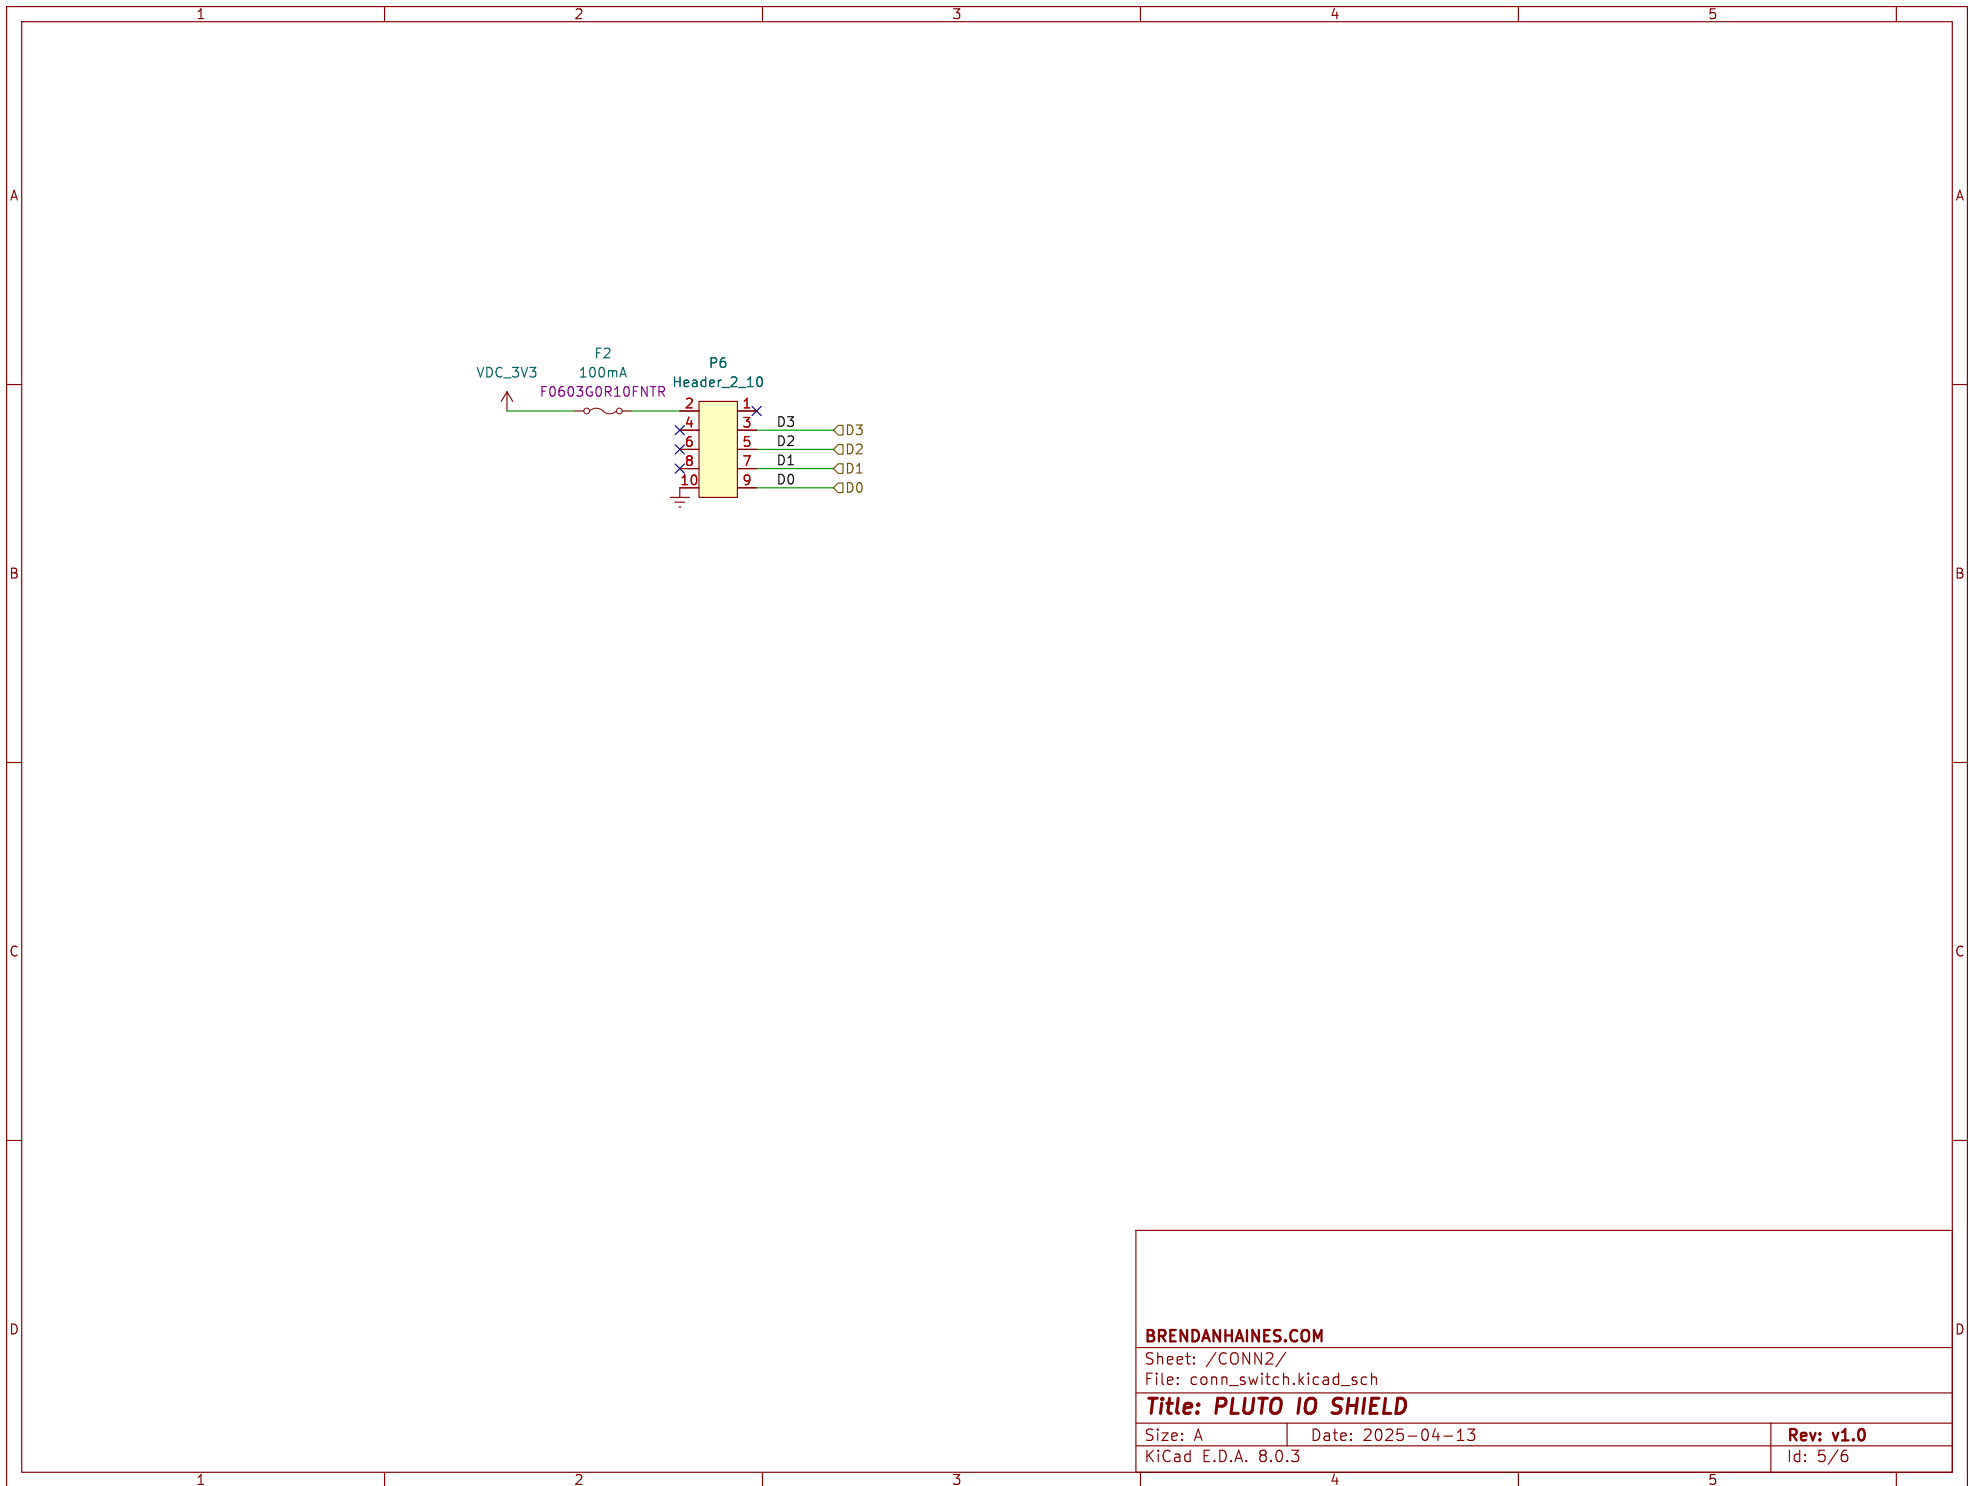 1 2 3 4 5
A A
F2
P6
VDC_3V3 100mA
Header_2_10
F0603G0R10FNTR
2 1
4 3 D3 D3
6 5 D2 D2
8 7 D1 D1
10 9 D0 D0
B B
C C
D D
BRENDANHAINES.COM
Sheet: /CONN2/
File: conn_switch.kicad_sch
Title: PLUTO IO SHIELD
Size: A Date: 2025-04-13 Rev: v1.0
KiCad E.D.A. 8.0.3 Id: 5/6
1 2 3 4 5